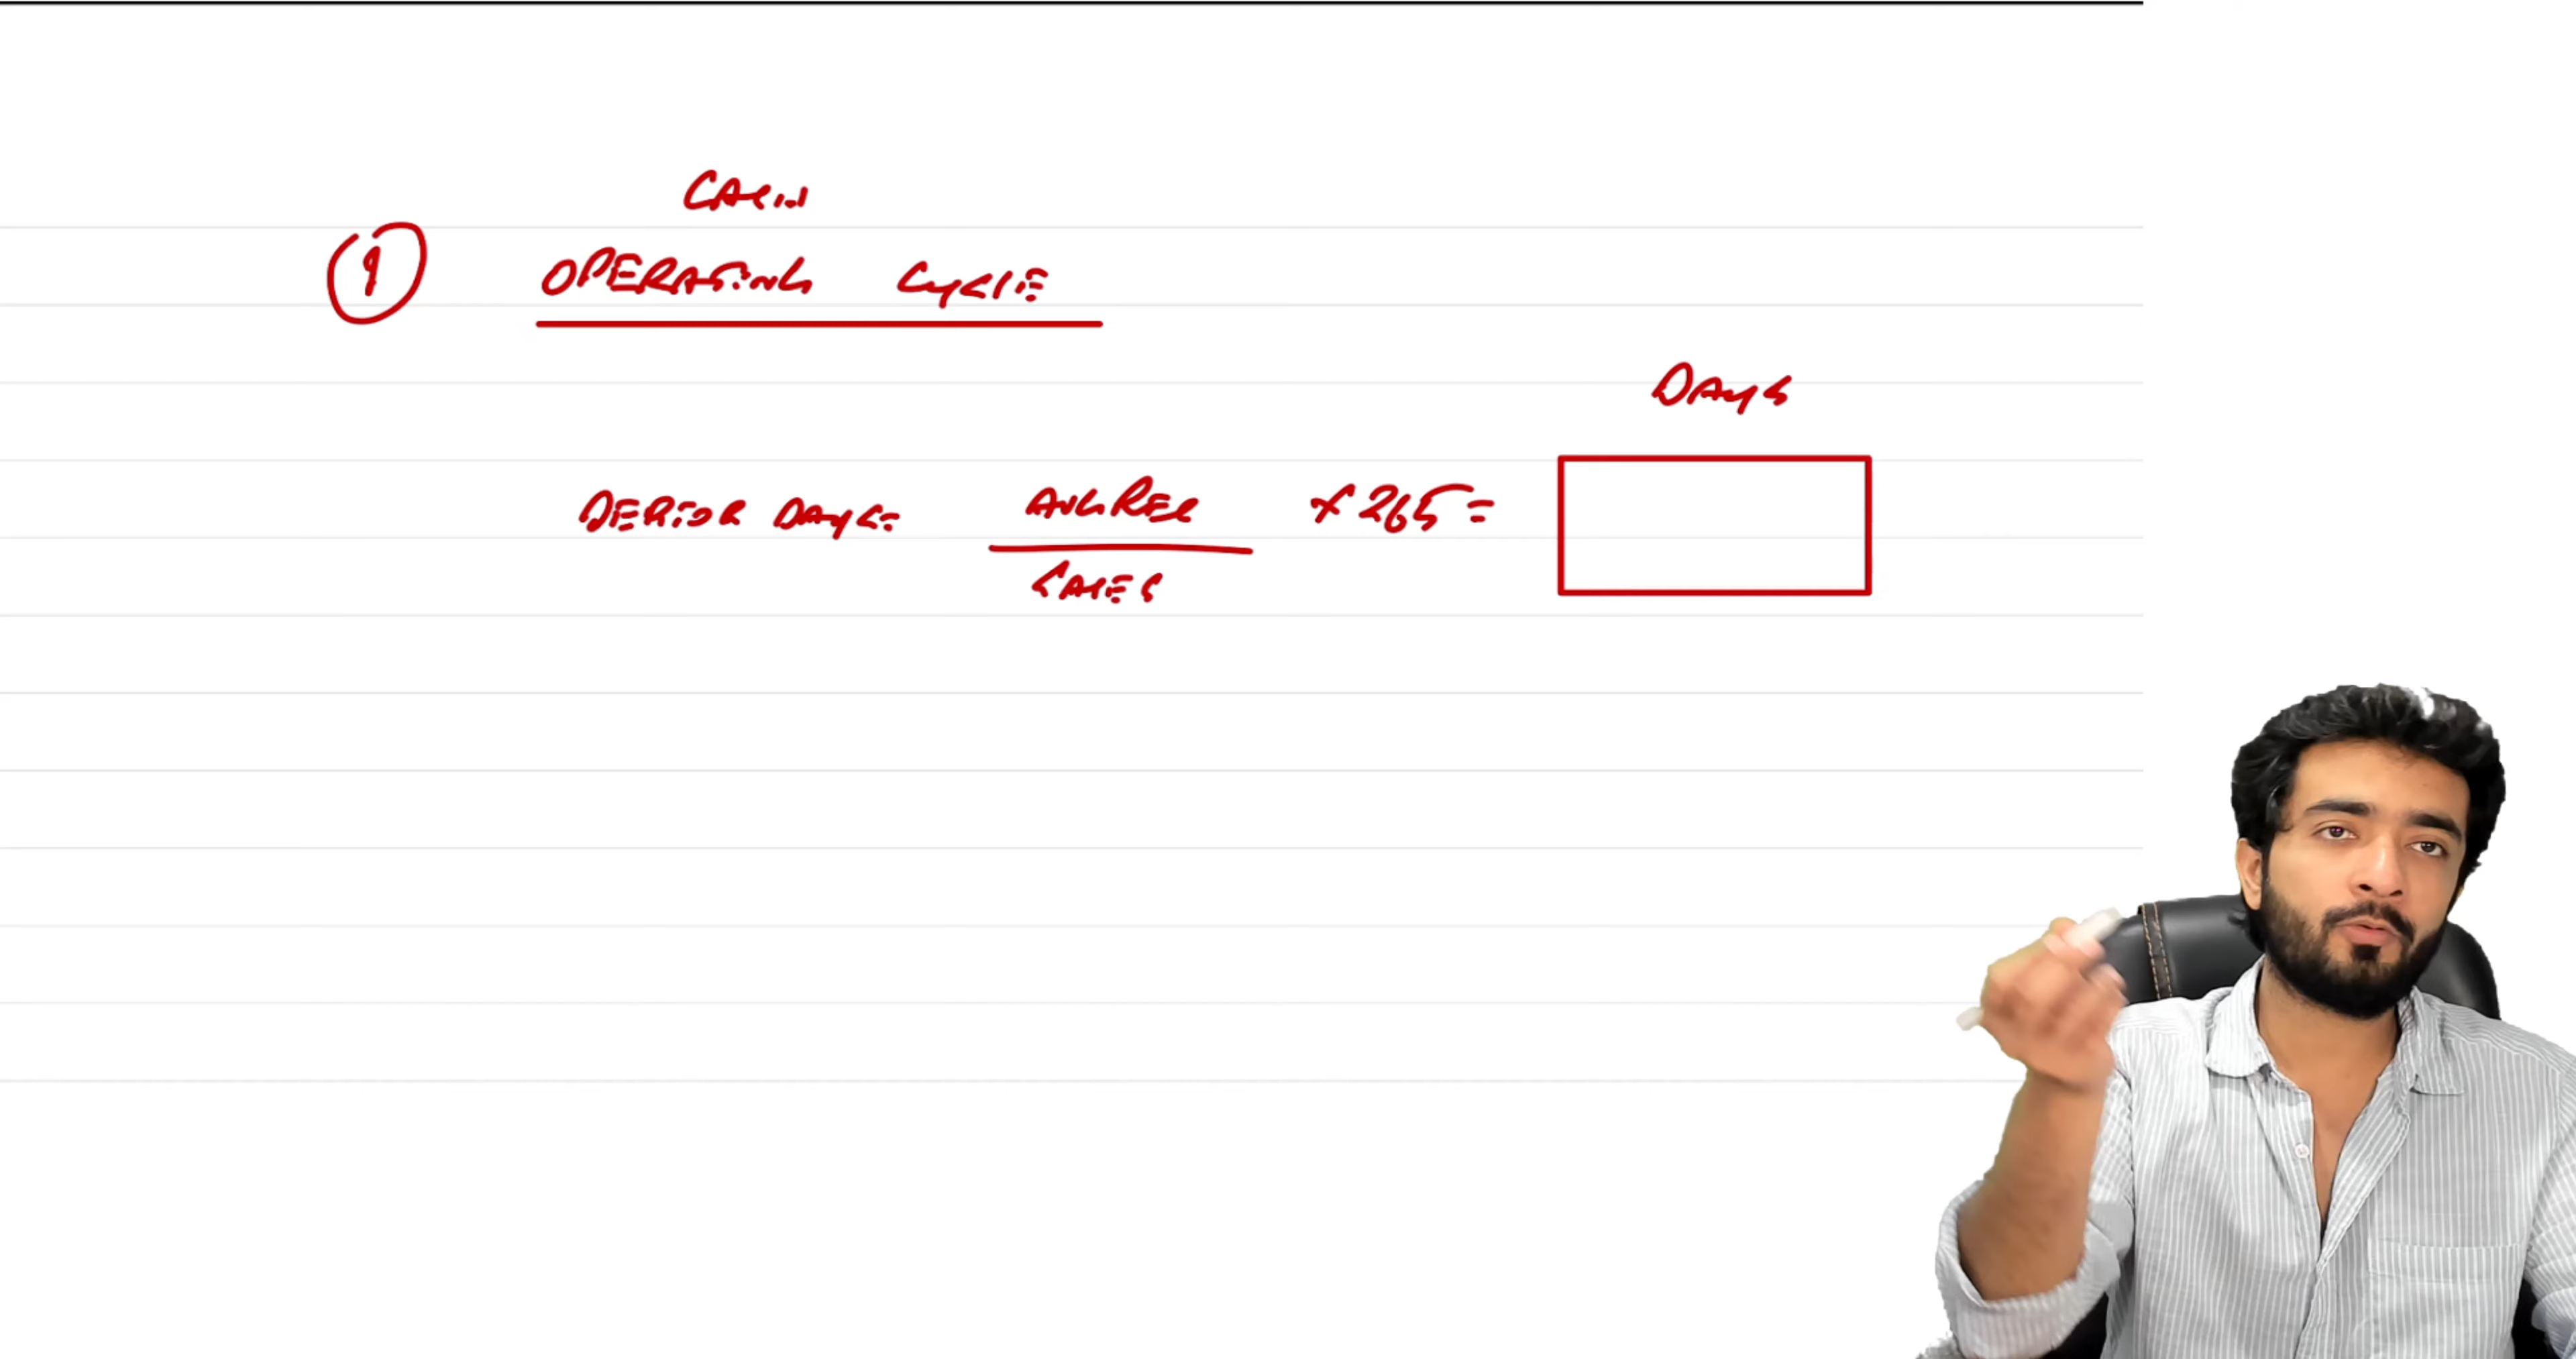 CASH
1 OPERATING CYCLE
DAYS
DEBTOR DAYS = AVG REC × 365 =
SALES